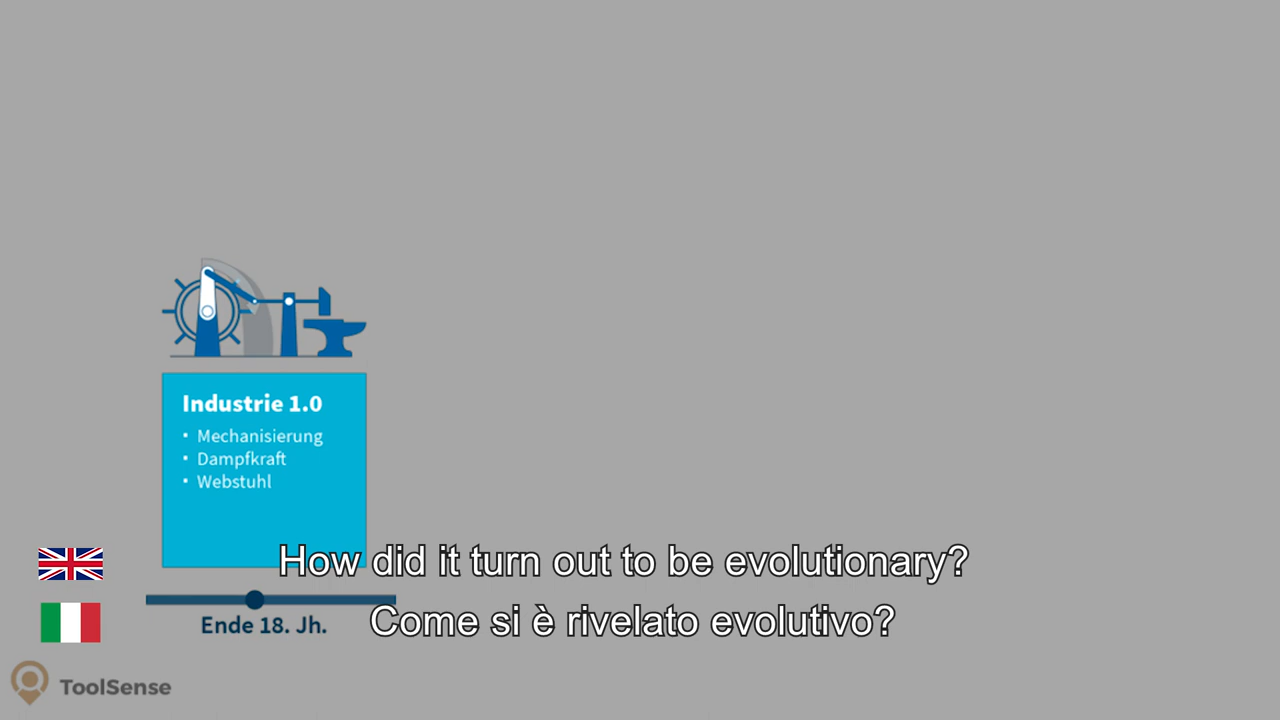 Industrie 1.0
• Mechanisierung
• Dampfkraft
• Webstuhl
How did it turn out to be evolutionary?
Come si è rivelato evolutivo?
Ende 18. Jh.
ToolSense